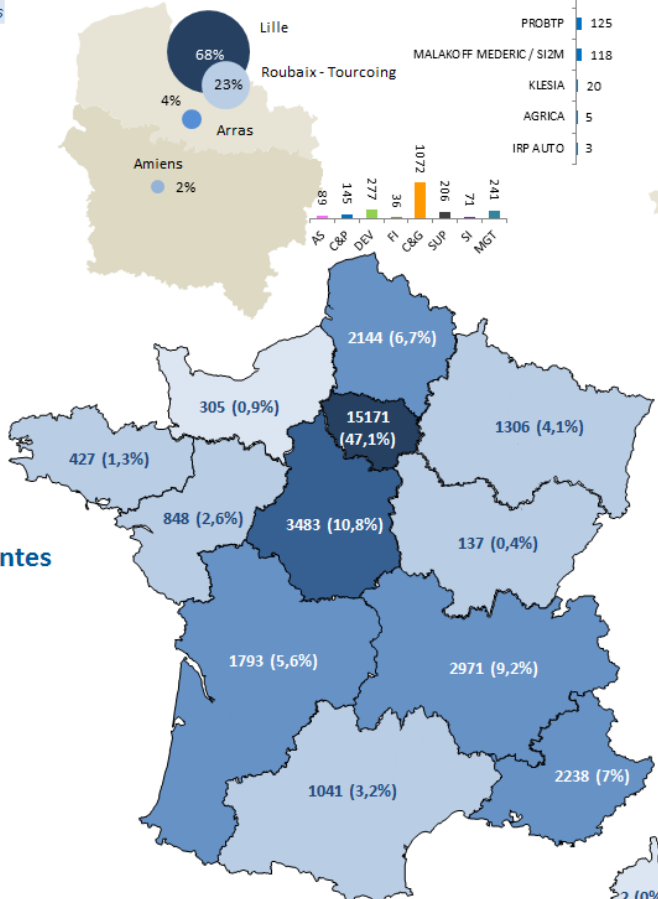 s
Lille
68%
Roubaix - Tourcoing
23%
4%
Arras
Amiens
2%
PROBTP 125
MALAKOFF MEDERIC / SI2M 118
KLESIA 20
AGRICA 5
IRP AUTO 3
89 145 277 36 1072 206 71 241
AS C&P DEV FI C&G SUP SI MGT
2144 (6,7%)
305 (0,9%)
15171
(47,1%)
1306 (4,1%)
427 (1,3%)
848 (2,6%)
3483 (10,8%)
137 (0,4%)
ntes
1793 (5,6%)
2971 (9,2%)
1041 (3,2%)
2238 (7%)
2 (0%